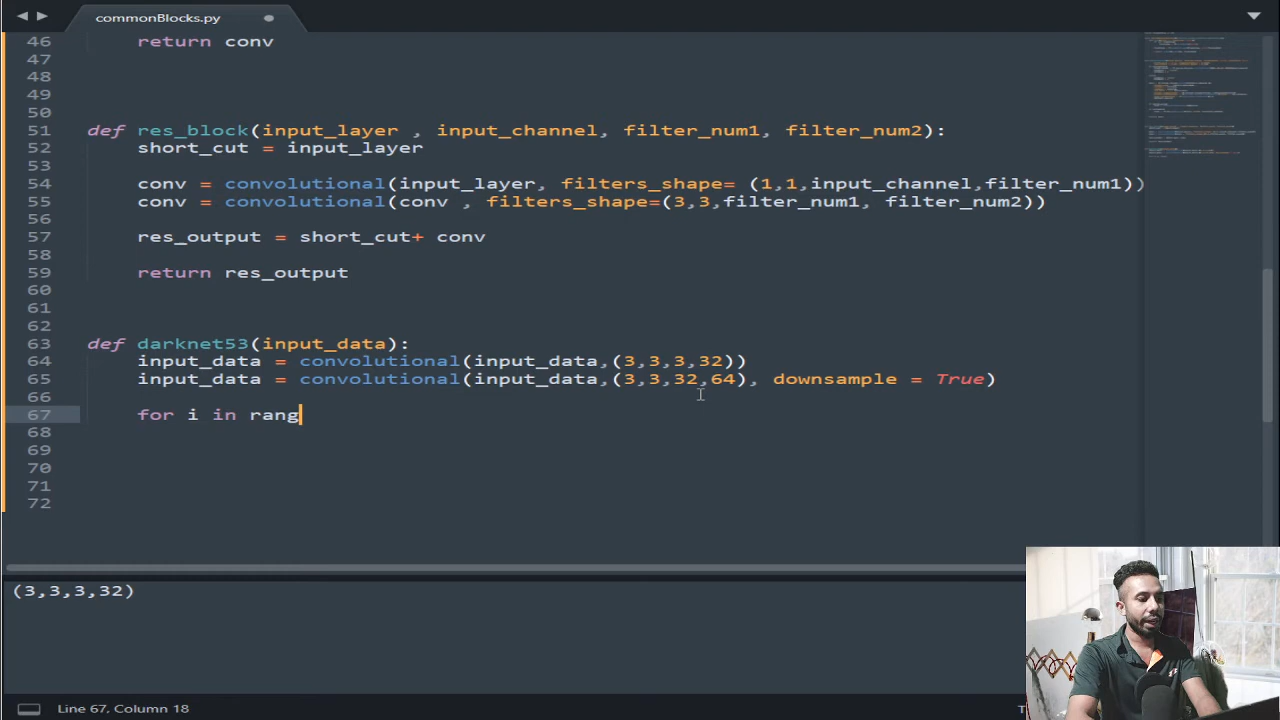 commonBlocks.py
46 return conv
47
48
49
50
51 def res_block(input_layer , input_channel, filter_num1, filter_num2):
52 short_cut = input_layer
53
54 conv = convolutional(input_layer, filters_shape= (1,1,input_channel,filter_num1))
55 conv = convolutional(conv , filters_shape=(3,3,filter_num1, filter_num2))
56
57 res_output = short_cut+ conv
58
59 return res_output
60
61
62
63 def darknet53(input_data):
64 input_data = convolutional(input_data,(3,3,3,32))
65 input_data = convolutional(input_data,(3,3,32,64), downsample = True)
66
67 for i in rang
68
69
70
71
72
(3,3,3,32)
Line 67, Column 18